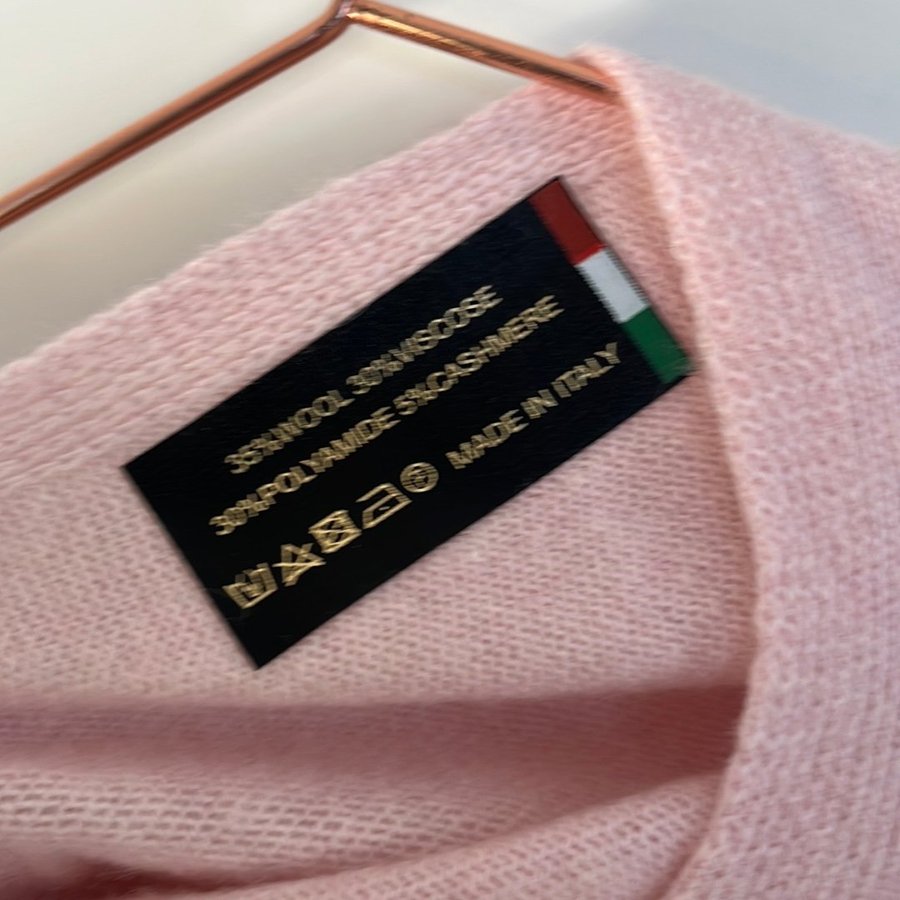 35%WOOL 30%VISCOSE
30%POLYAMIDE 5%CASHMERE
MADE IN ITALY